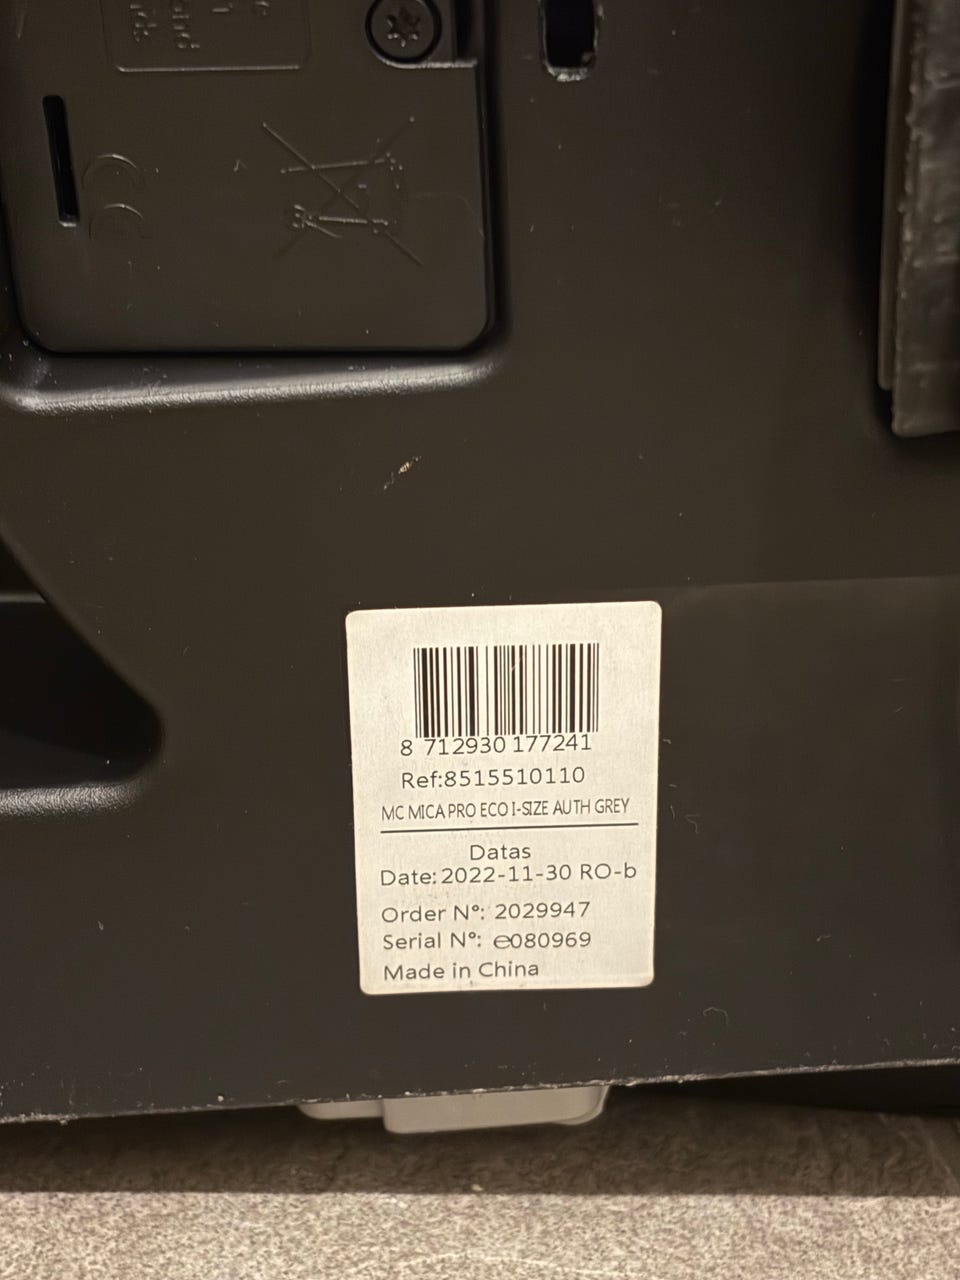 8 712930 177241
Ref:8515510110
MC MICA PRO ECO I-SIZE AUTH GREY
Datas
Date: 2022-11-30 RO-b
Order N°: 2029947
Serial N°: e080969
Made in China
CE